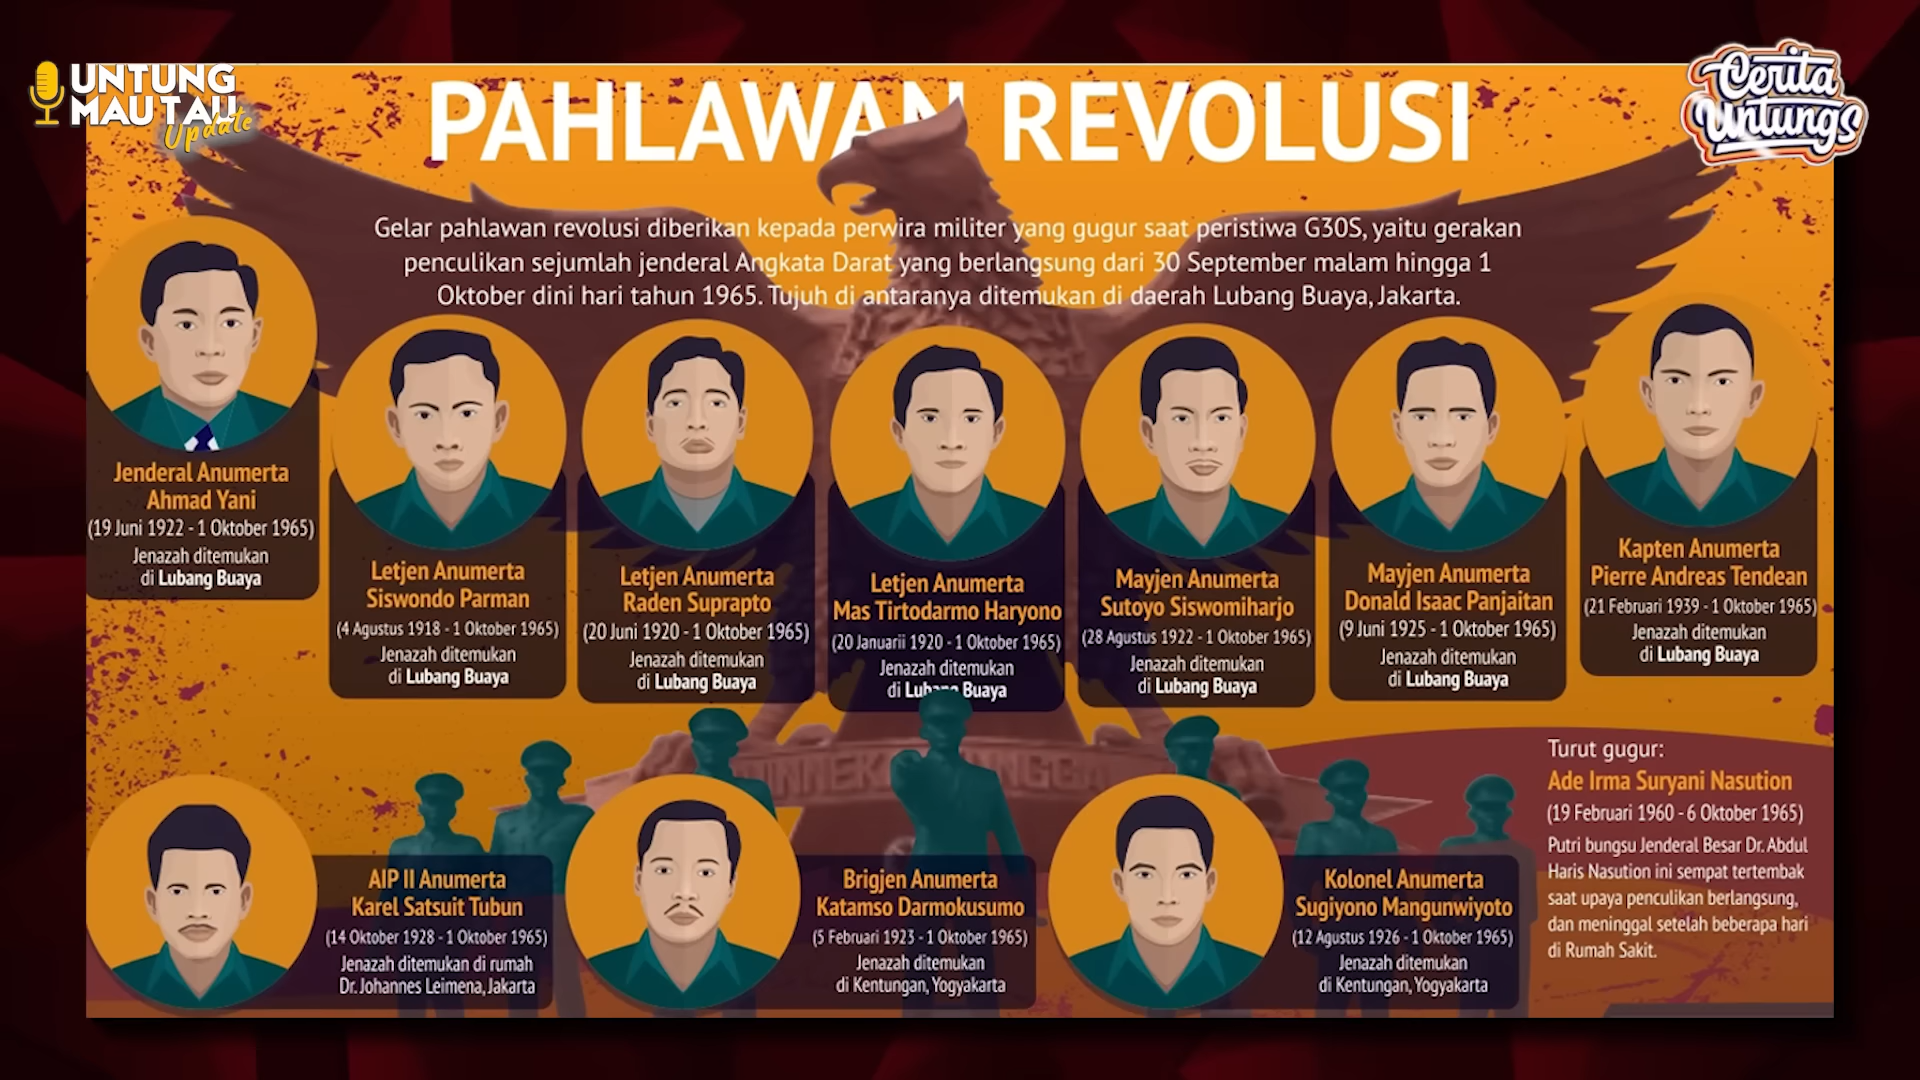 UNTUNG
MAU TAU
Update
Cerita
Untungs
PAHLAWAN REVOLUSI
Gelar pahlawan revolusi diberikan kepada perwira militer yang gugur saat peristiwa G30S, yaitu gerakan
penculikan sejumlah jenderal Angkata Darat yang berlangsung dari 30 September malam hingga 1
Oktober dini hari tahun 1965. Tujuh di antaranya ditemukan di daerah Lubang Buaya, Jakarta.
Jenderal Anumerta
Ahmad Yani
(19 Juni 1922 - 1 Oktober 1965)
Jenazah ditemukan
di Lubang Buaya
Letjen Anumerta
Siswondo Parman
(4 Agustus 1918 - 1 Oktober 1965)
Jenazah ditemukan
di Lubang Buaya
Letjen Anumerta
Raden Suprapto
(20 Juni 1920 - 1 Oktober 1965)
Jenazah ditemukan
di Lubang Buaya
Letjen Anumerta
Mas Tirtodarmo Haryono
(20 Januarii 1920 - 1 Oktober 1965)
Jenazah ditemukan
di Lubang Buaya
Mayjen Anumerta
Sutoyo Siswomiharjo
(28 Agustus 1922 - 1 Oktober 1965)
Jenazah ditemukan
di Lubang Buaya
Mayjen Anumerta
Donald Isaac Panjaitan
(9 Juni 1925 - 1 Oktober 1965)
Jenazah ditemukan
di Lubang Buaya
Kapten Anumerta
Pierre Andreas Tendean
(21 Februari 1939 - 1 Oktober 1965)
Jenazah ditemukan
di Lubang Buaya
AIP II Anumerta
Karel Satsuit Tubun
(14 Oktober 1928 - 1 Oktober 1965)
Jenazah ditemukan di rumah
Dr. Johannes Leimena, Jakarta
Brigjen Anumerta
Katamso Darmokusumo
(5 Februari 1923 - 1 Oktober 1965)
Jenazah ditemukan
di Kentungan, Yogyakarta
Kolonel Anumerta
Sugiyono Mangunwiyoto
(12 Agustus 1926 - 1 Oktober 1965)
Jenazah ditemukan
di Kentungan, Yogyakarta
Turut gugur:
Ade Irma Suryani Nasution
(19 Februari 1960 - 6 Oktober 1965)
Putri bungsu Jenderal Besar Dr. Abdul
Haris Nasution ini sempat tertembak
saat upaya penculikan berlangsung,
dan meninggal setelah beberapa hari
di Rumah Sakit.